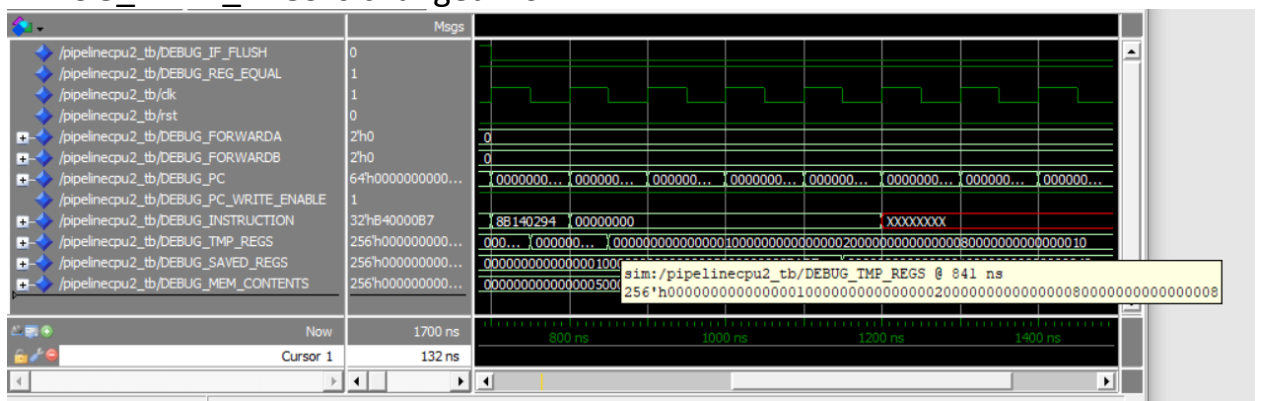 Msgs
/pipelinecpu2_tb/DEBUG_IF_FLUSH 0
/pipelinecpu2_tb/DEBUG_REG_EQUAL 1
/pipelinecpu2_tb/clk 1
/pipelinecpu2_tb/rst 0
/pipelinecpu2_tb/DEBUG_FORWARDA 2'h0 0
/pipelinecpu2_tb/DEBUG_FORWARDB 2'h0 0
/pipelinecpu2_tb/DEBUG_PC 64'h0000000000... 0000000... 000000... 000000... 0000000... 000000... 0000000... 000000... 000000...
/pipelinecpu2_tb/DEBUG_PC_WRITE_ENABLE 1
/pipelinecpu2_tb/DEBUG_INSTRUCTION 32'hB40000B7 8B140294 00000000 XXXXXXXX
/pipelinecpu2_tb/DEBUG_TMP_REGS 256'h000000000... 000... 000000... 0000000000000001000000000000000200000000000000080000000000000010
/pipelinecpu2_tb/DEBUG_SAVED_REGS 256'h000000000...
/pipelinecpu2_tb/DEBUG_MEM_CONTENTS 256'h000000000...
sim:/pipelinecpu2_tb/DEBUG_TMP_REGS @ 841 ns
256'h0000000000000001000000000000000200000000000000080000000000000008
Now 1700 ns 800 ns 1000 ns 1200 ns 1400 ns
Cursor 1 132 ns